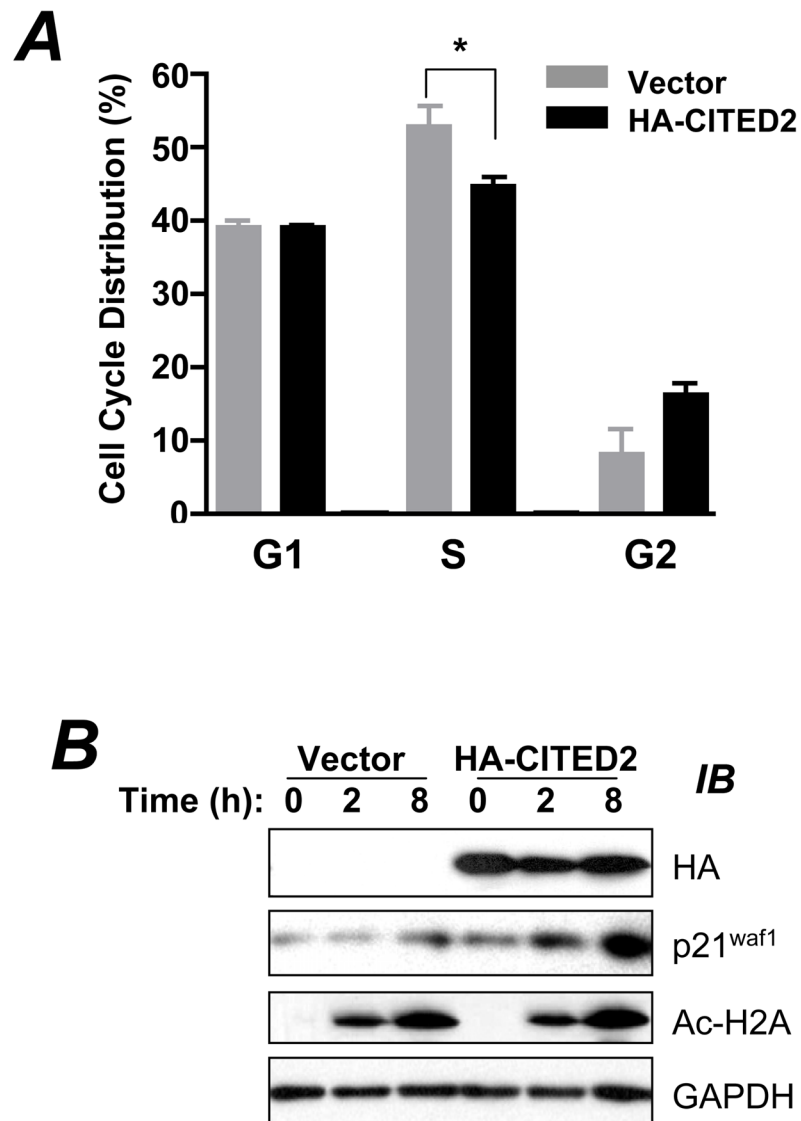 A
Cell Cycle Distribution (%)
60
50
40
30
20
10
0
*
Vector
HA-CITED2
G1 S G2
B
Vector HA-CITED2 IB
Time (h): 0 2 8 0 2 8
HA
p21waf1
Ac-H2A
GAPDH